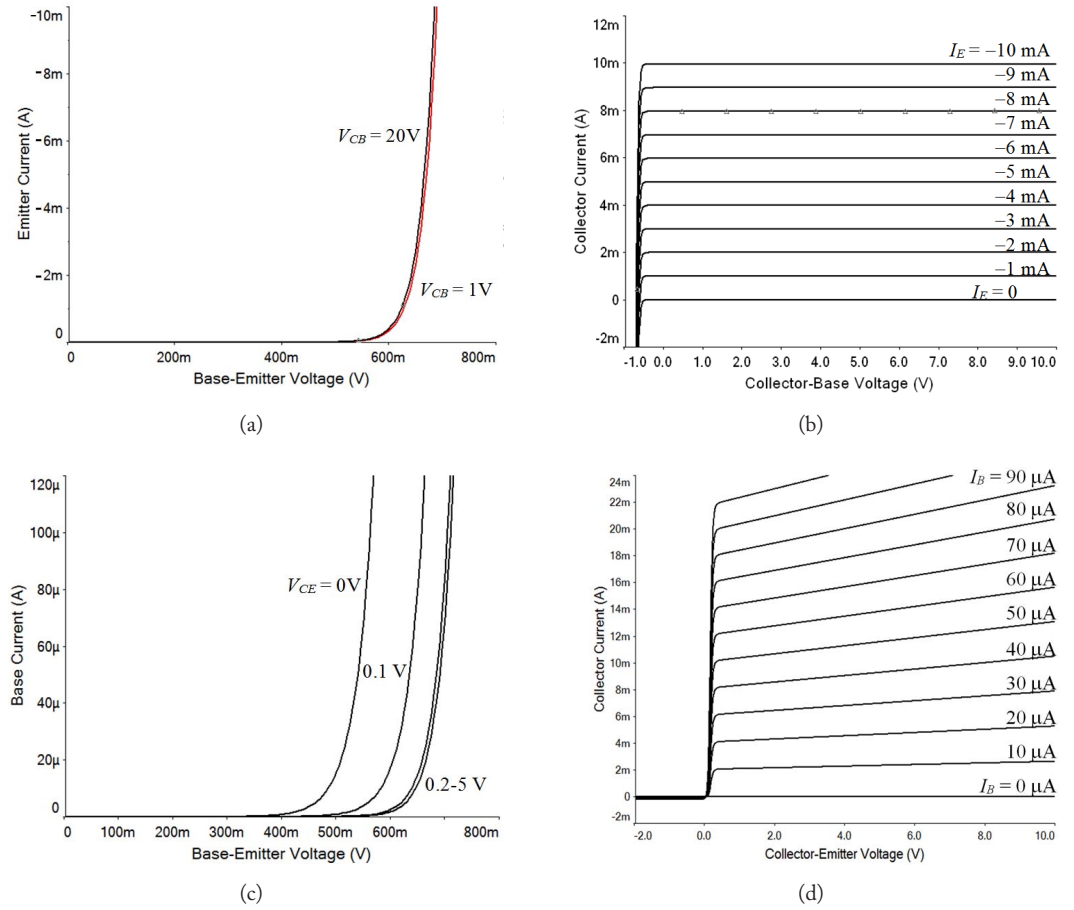 -10m
-8m
-6m
-4m
-2m
0
Emitter Current (A)
V_CB = 20V
V_CB = 1V
0
200m
400m
600m
800m
Base-Emitter Voltage (V)
(a)
12m
10m
8m
6m
4m
2m
0
-2m
Collector Current (A)
I_E = –10 mA
–9 mA
–8 mA
–7 mA
–6 mA
–5 mA
–4 mA
–3 mA
–2 mA
–1 mA
I_E = 0
-1.0 0.0 1.0 2.0 3.0 4.0 5.0 6.0 7.0 8.0 9.0 10.0
Collector-Base Voltage (V)
(b)
120µ
100µ
80µ
60µ
40µ
20µ
0
Base Current (A)
V_CE = 0V
0.1 V
0.2-5 V
0 100m 200m 300m 400m 500m 600m 800m
Base-Emitter Voltage (V)
(c)
24m
22m
20m
18m
16m
14m
12m
10m
8m
6m
4m
2m
0
-2m
Collector Current (A)
I_B = 90 µA
80 µA
70 µA
60 µA
50 µA
40 µA
30 µA
20 µA
10 µA
I_B = 0 µA
-2.0 0.0 2.0 4.0 6.0 8.0 10.0
Collector-Emitter Voltage (V)
(d)